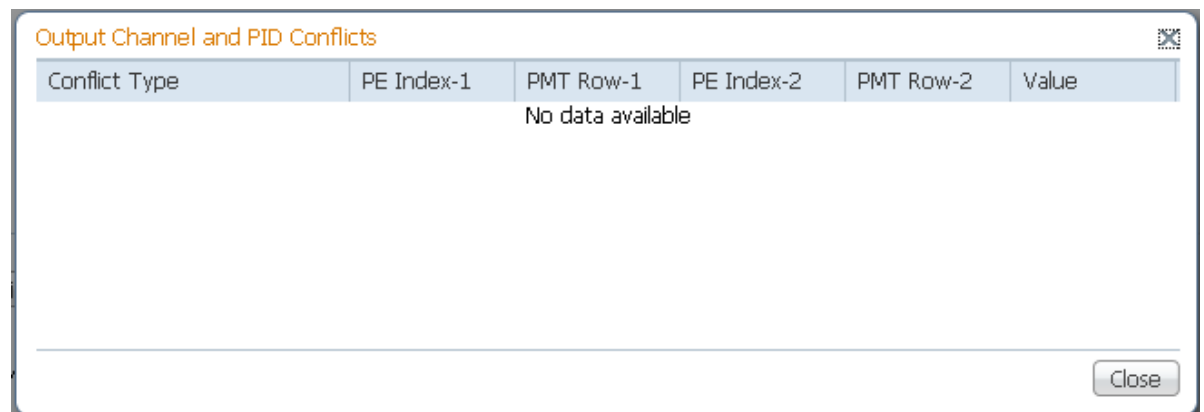 Output Channel and PID Conflicts
Conflict Type PE Index-1 PMT Row-1 PE Index-2 PMT Row-2 Value
No data available
Close